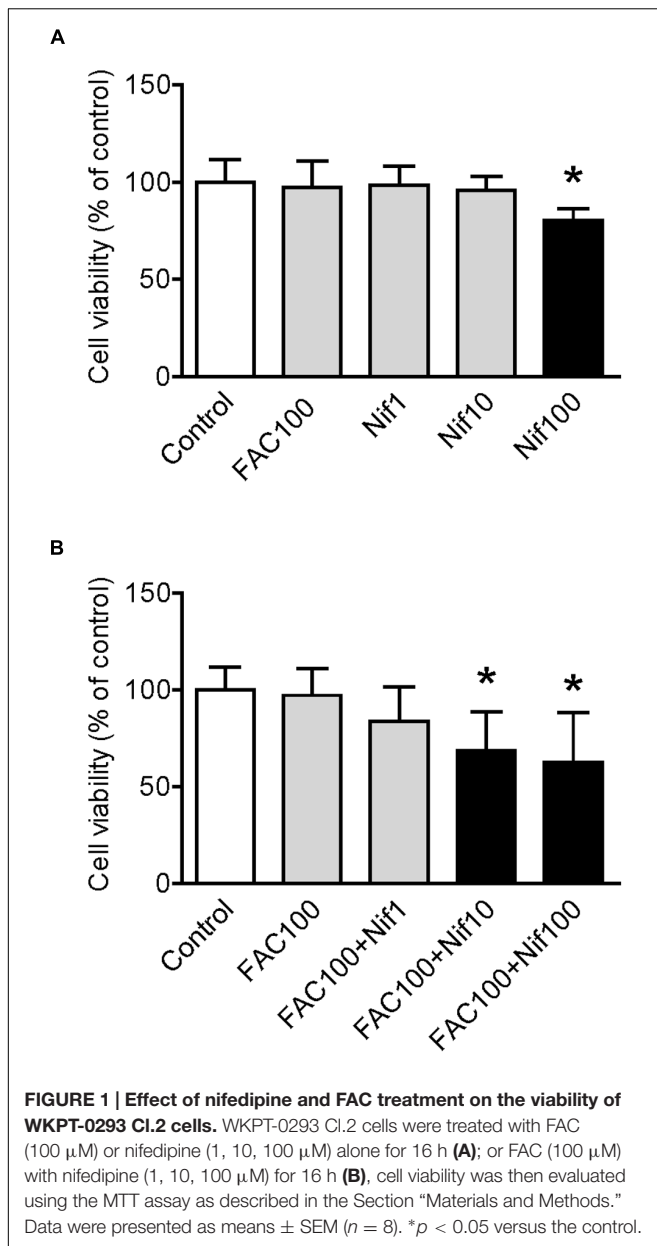 A
Cell viability (% of control)
150
100
50
0
*
Control
FAC100
Nif1
Nif10
Nif100
B
Cell viability (% of control)
150
100
50
0
*
*
Control
FAC100
FAC100+Nif1
FAC100+Nif10
FAC100+Nif100
FIGURE 1 | Effect of nifedipine and FAC treatment on the viability of
WKPT-0293 Cl.2 cells. WKPT-0293 Cl.2 cells were treated with FAC
(100 μM) or nifedipine (1, 10, 100 μM) alone for 16 h (A); or FAC (100 μM)
with nifedipine (1, 10, 100 μM) for 16 h (B), cell viability was then evaluated
using the MTT assay as described in the Section “Materials and Methods.”
Data were presented as means ± SEM (n = 8). *p < 0.05 versus the control.